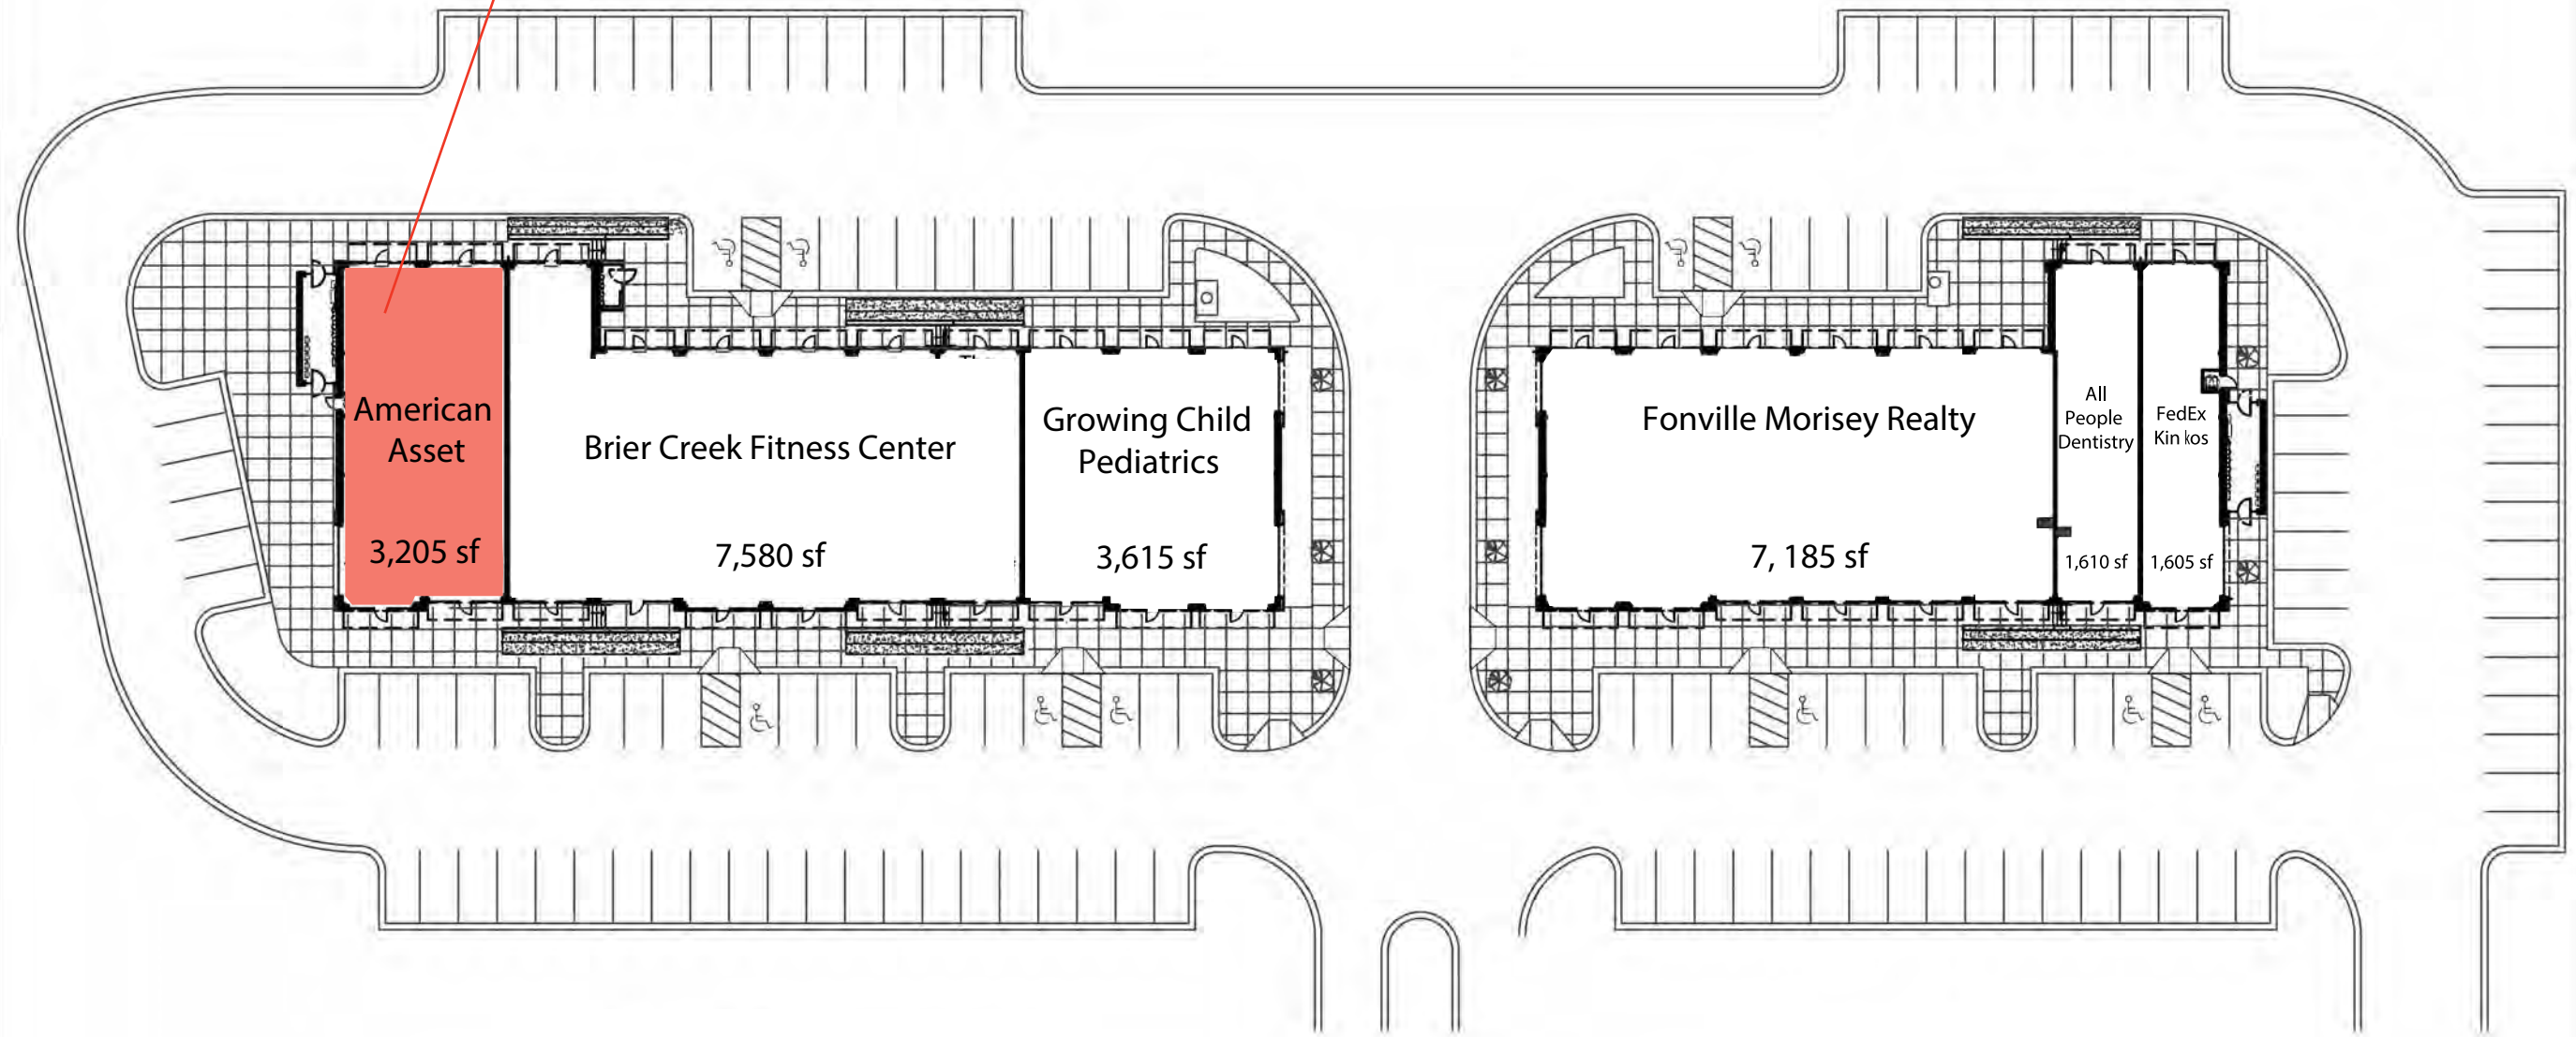 American
Asset
3,205 sf
Brier Creek Fitness Center
7,580 sf
Growing Child
Pediatrics
3,615 sf
Fonville Morisey Realty
7, 185 sf
All
People
Dentistry
1,610 sf
FedEx
Kin kos
1,605 sf